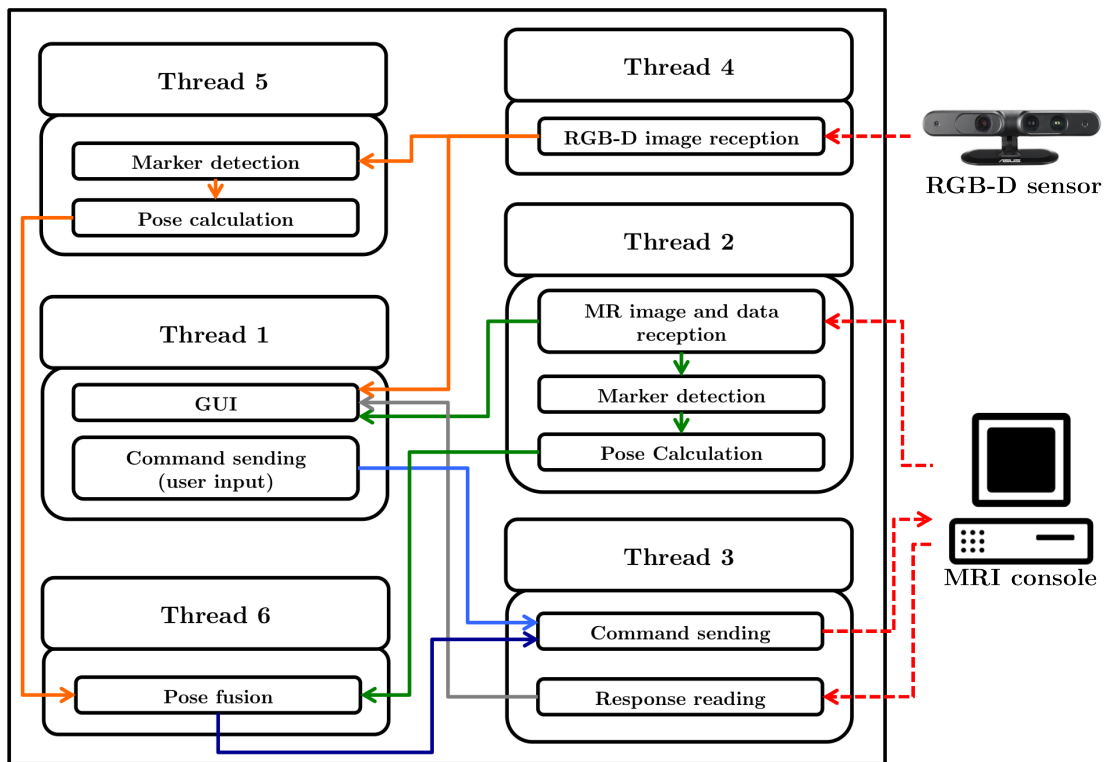 Thread 5
Marker detection
Pose calculation
Thread 4
RGB-D image reception
ASUS
RGB-D sensor
Thread 2
MR image and data
reception
Marker detection
Pose Calculation
Thread 1
GUI
Command sending
(user input)
MRI console
Thread 3
Command sending
Response reading
Thread 6
Pose fusion